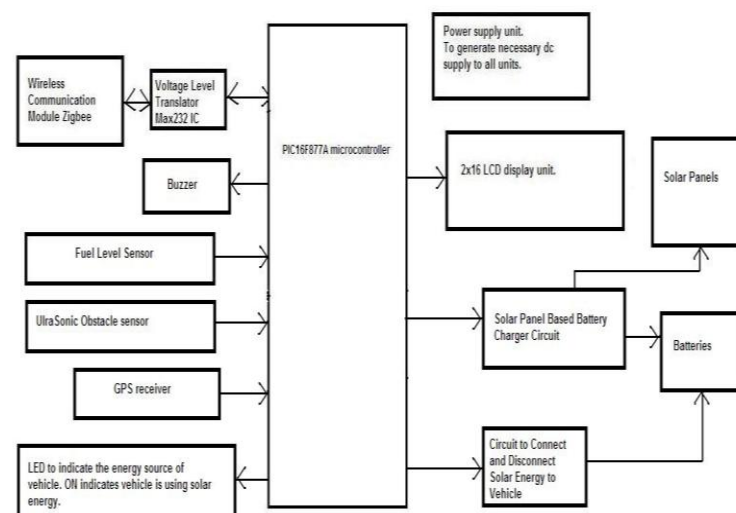 Power supply unit.
To generate necessary dc
supply to all units.
Wireless
Communication
Module Zigbee
Voltage Level
Translator
Max232 IC
PIC16F877A microcontroller
2x16 LCD display unit.
Solar Panels
Buzzer
Fuel Level Sensor
UlraSonic Obstacle sensor
Solar Panel Based Battery
Charger Circuit
Batteries
GPS receiver
LED to indicate the energy source of
vehicle. ON indicates vehicle is using solar
energy.
Circuit to Connect
and Disconnect
Solar Energy to
Vehicle